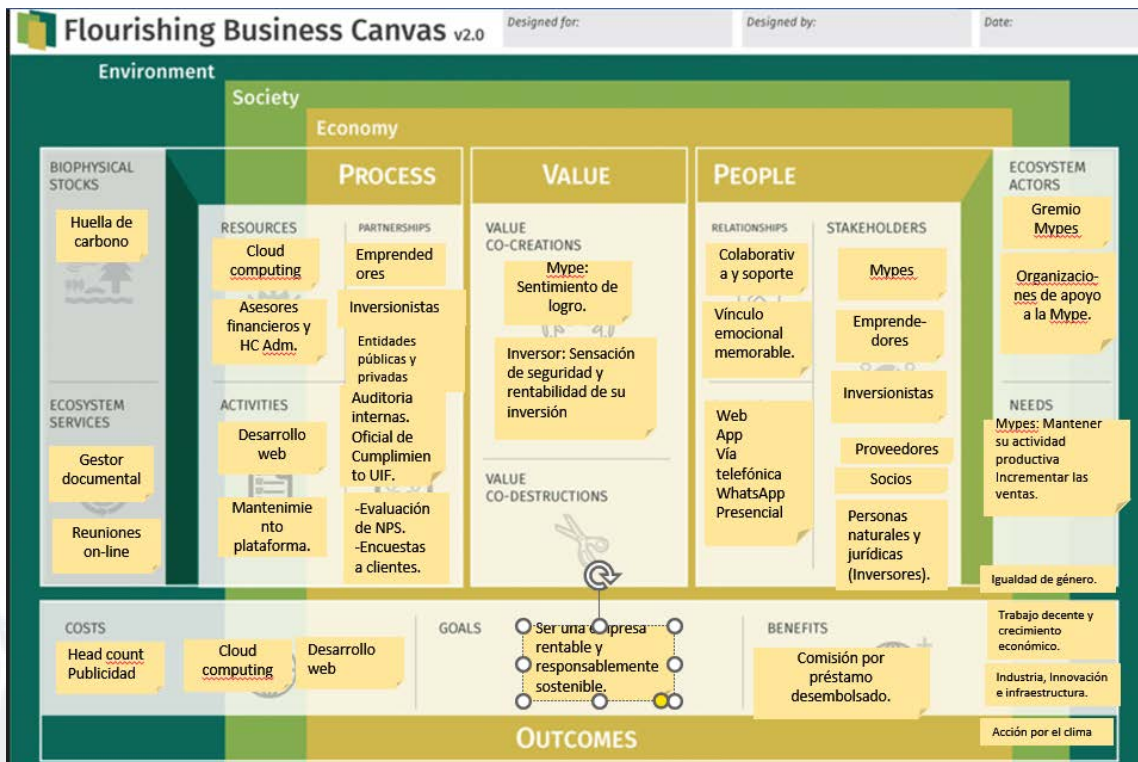 Flourishing Business Canvas v2.0
Designed for:
Designed by:
Date:
Environment
Society
Economy
BIOPHYSICAL
STOCKS
Huella de
carbono
ECOSYSTEM
SERVICES
Gestor
documental
Reuniones
on-line
PROCESS
RESOURCES
Cloud
computing
Asesores
financieros y
HC Adm.
ACTIVITIES
Desarrollo
web
Mantenimie
nto
plataforma.
PARTNERSHIPS
Emprended
ores
Inversionistas
Entidades
públicas y
privadas
Auditoria
internas.
Oficial de
Cumplimien
to UIF.
-Evaluación
de NPS.
-Encuestas
a clientes.
VALUE
VALUE
CO-CREATIONS
Mype:
Sentimiento de
logro.
Inversor: Sensación
de seguridad y
rentabilidad de su
inversión
VALUE
CO-DESTRUCTIONS
PEOPLE
RELATIONSHIPS
Colaborativ
a y soporte
Vínculo
emocional
memorable.
Web
App
Vía
telefónica
WhatsApp
Presencial
STAKEHOLDERS
Mypes
Emprende-
dores
Inversionistas
Proveedores
Socios
Personas
naturales y
jurídicas
(Inversores).
ECOSYSTEM
ACTORS
Gremio
Mypes
Organizacio-
nes de apoyo
a la Mype.
NEEDS
Mypes: Mantener
su actividad
productiva
Incrementar las
ventas.
Igualdad de género.
Trabajo decente y
crecimiento
económico.
Industria, Innovación
e infraestructura.
Acción por el clima
COSTS
Head count
Publicidad
Cloud
computing
Desarrollo
web
GOALS
Ser una empresa
rentable y
responsablemente
sostenible.
BENEFITS
Comisión por
préstamo
desembolsado.
OUTCOMES